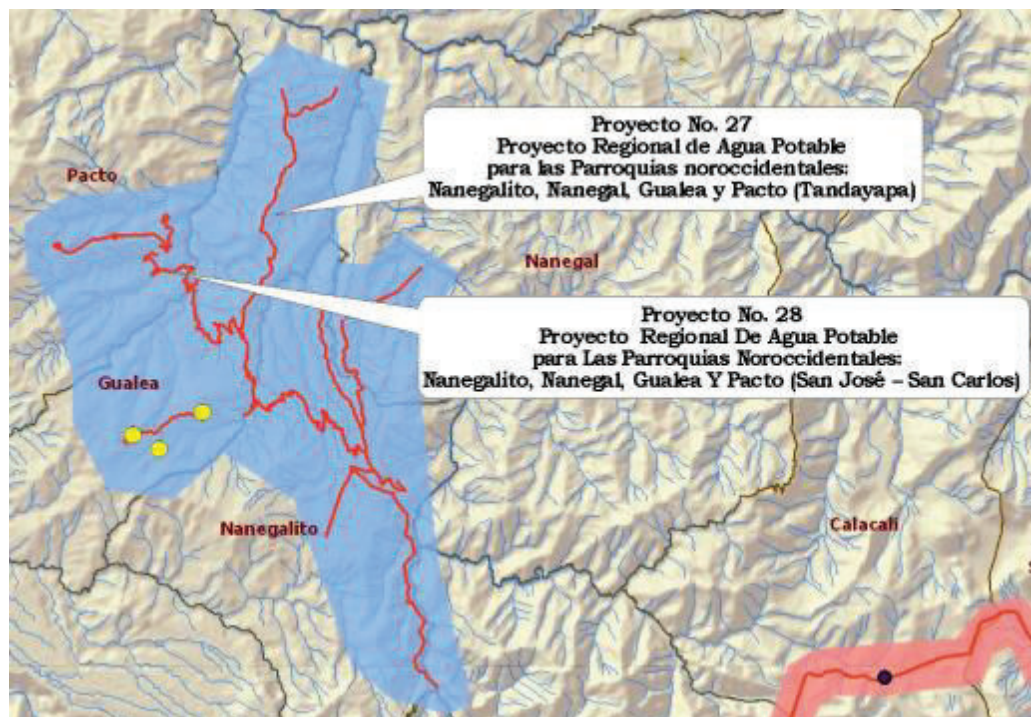 Proyecto No. 27
Proyecto Regional de Agua Potable
para las Parroquias noroccidentales:
Nanegalito, Nanegal, Gualea y Pacto (Tandayapa)
Pacto
Nanegal
Proyecto No. 28
Proyecto Regional De Agua Potable
para Las Parroquias Noroccidentales:
Nanegalito, Nanegal, Gualea Y Pacto (San José – San Carlos)
Gualea
Nanegalito
Calacalí